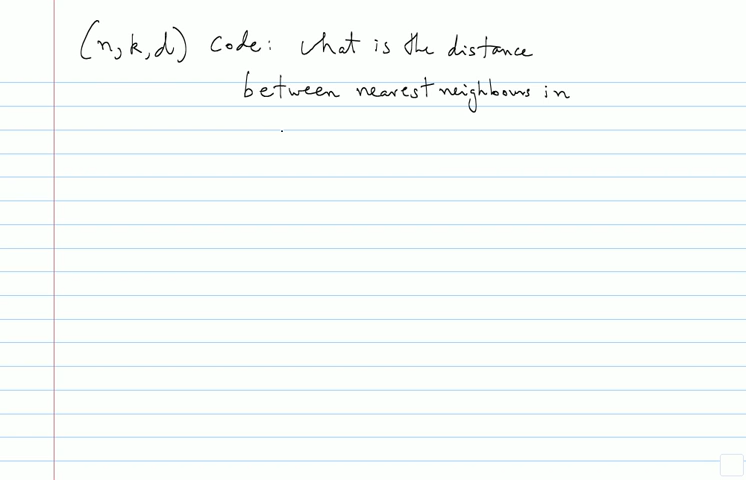 (n, k, d) Code: What is the distance
between nearest neighbours in